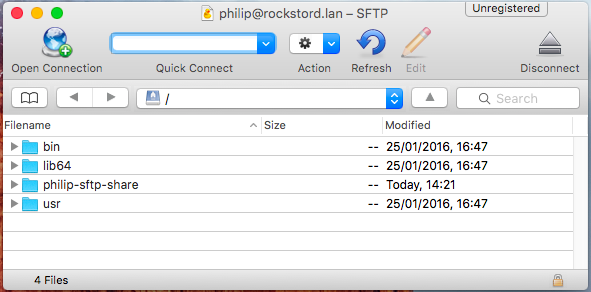 philip@rockstord.lan – SFTP
Unregistered
Open Connection
Quick Connect
Action
Refresh
Edit
Disconnect
/
Search
Filename Size Modified
bin -- 25/01/2016, 16:47
lib64 -- 25/01/2016, 16:47
philip-sftp-share -- Today, 14:21
usr -- 25/01/2016, 16:47
4 Files